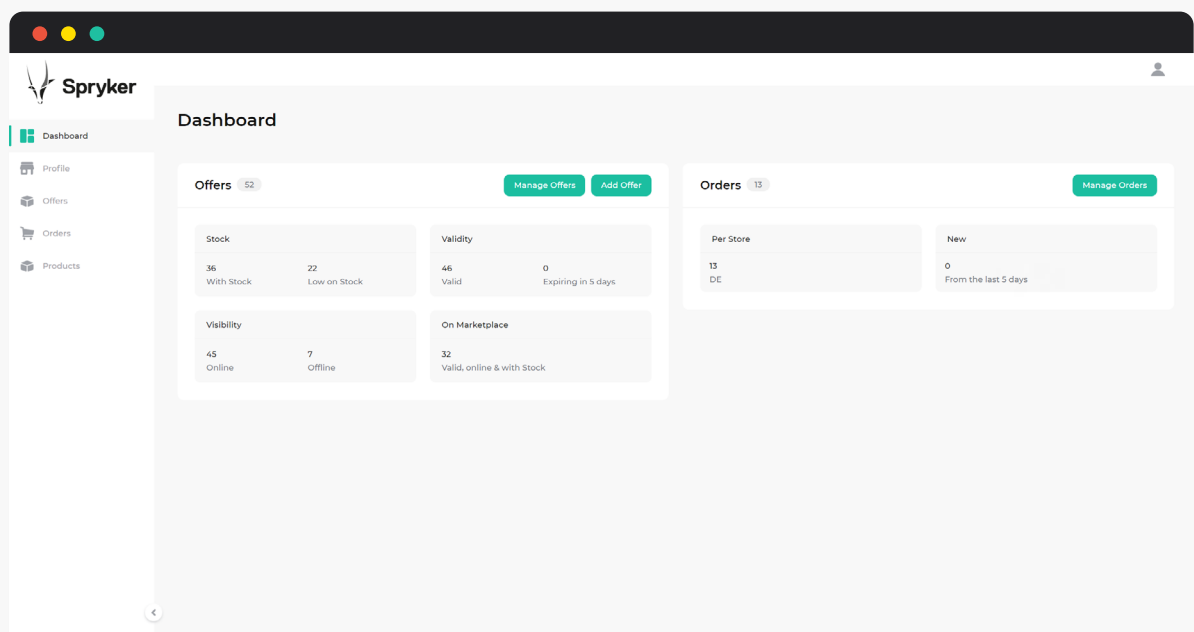 Spryker
Dashboard
Profile
Offers
Orders
Products
Dashboard
Offers 52 Manage Offers Add Offer
Stock
36 22
With Stock Low on Stock
Validity
46 0
Valid Expiring in 5 days
Visibility
45 7
Online Offline
On Marketplace
32
Valid, online & with Stock
Orders 13 Manage Orders
Per Store
13
DE
New
0
From the last 5 days